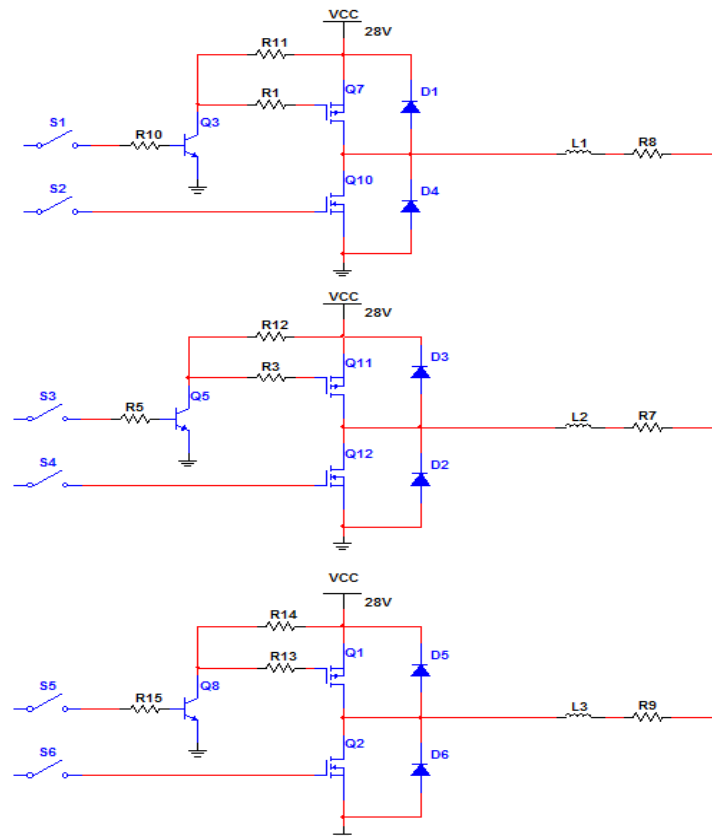 VCC
28V
R11
Q7
D1
R1
S1
R10
Q3
L1
R8
S2
Q10
D4
VCC
28V
R12
Q11
D3
R3
S3
R5
Q5
L2
R7
S4
Q12
D2
VCC
28V
R14
Q1
D5
R13
S5
R15
Q8
L3
R9
S6
Q2
D6